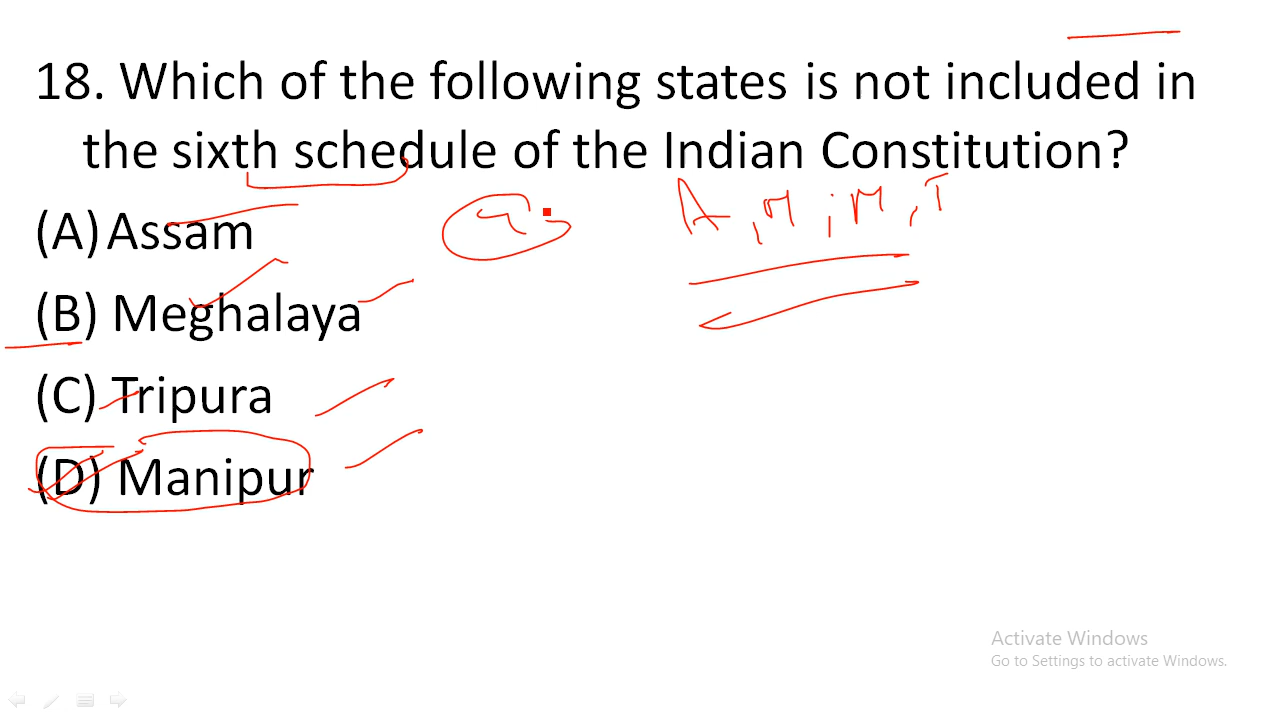 18. Which of the following states is not included in
the sixth schedule of the Indian Constitution?
(A) Assam
A, M, M, T
(B) Meghalaya
(C) Tripura
(D) Manipur
Activate Windows
Go to Settings to activate Windows.